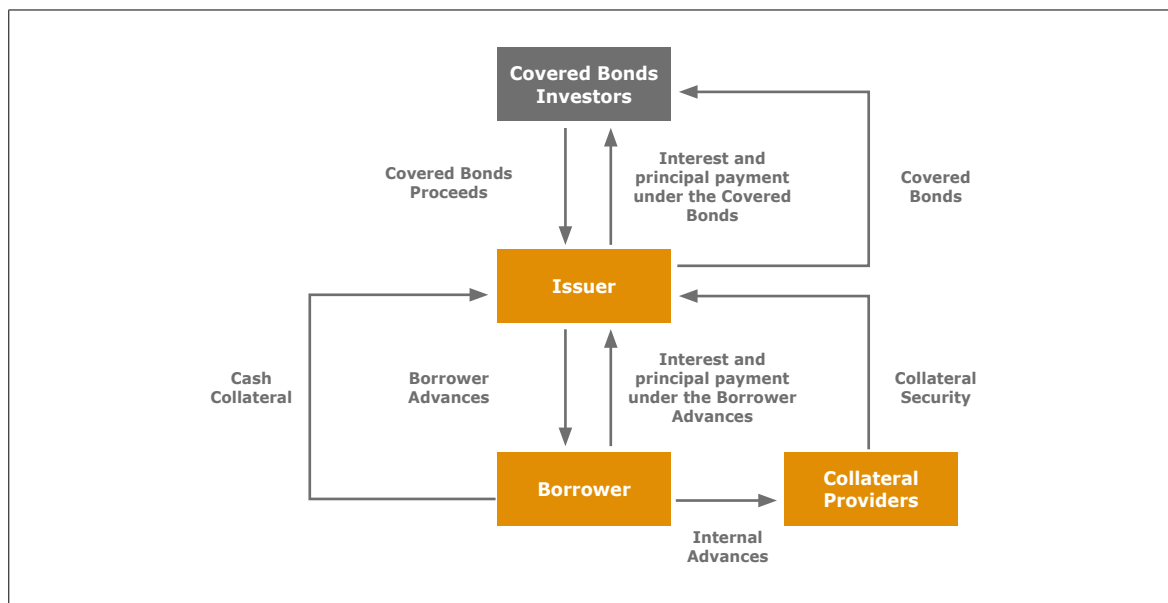 Covered Bonds
Investors
Covered Bonds
Proceeds
Interest and
principal payment
under the Covered
Bonds
Covered
Bonds
Issuer
Cash
Collateral
Borrower
Advances
Interest and
principal payment
under the Borrower
Advances
Collateral
Security
Borrower
Collateral
Providers
Internal
Advances